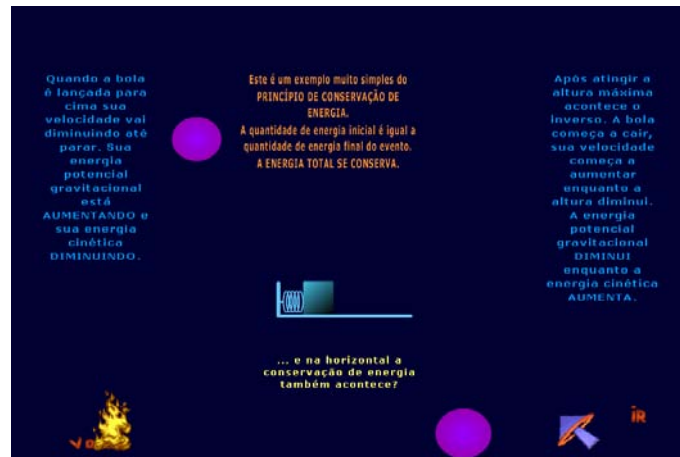 Quando a bola
é lançada para
cima sua
velocidade vai
diminuindo até
parar. Sua
energia
potencial
gravitacional
está
AUMENTANDO e
sua energia
cinética
DIMINUINDO.
Este é um exemplo muito simples do
PRINCÍPIO DE CONSERVAÇÃO DE
ENERGIA.
A quantidade de energia inicial é igual a
quantidade de energia final do evento.
A ENERGIA TOTAL SE CONSERVA.
Após atingir a
altura máxima
acontece o
inverso. A bola
começa a cair,
sua velocidade
começa a
aumentar
enquanto a
altura diminui.
A energia
potencial
gravitacional
DIMINUI
enquanto a
energia cinética
AUMENTA.
... e na horizontal a
conservação de energia
também acontece?
IR